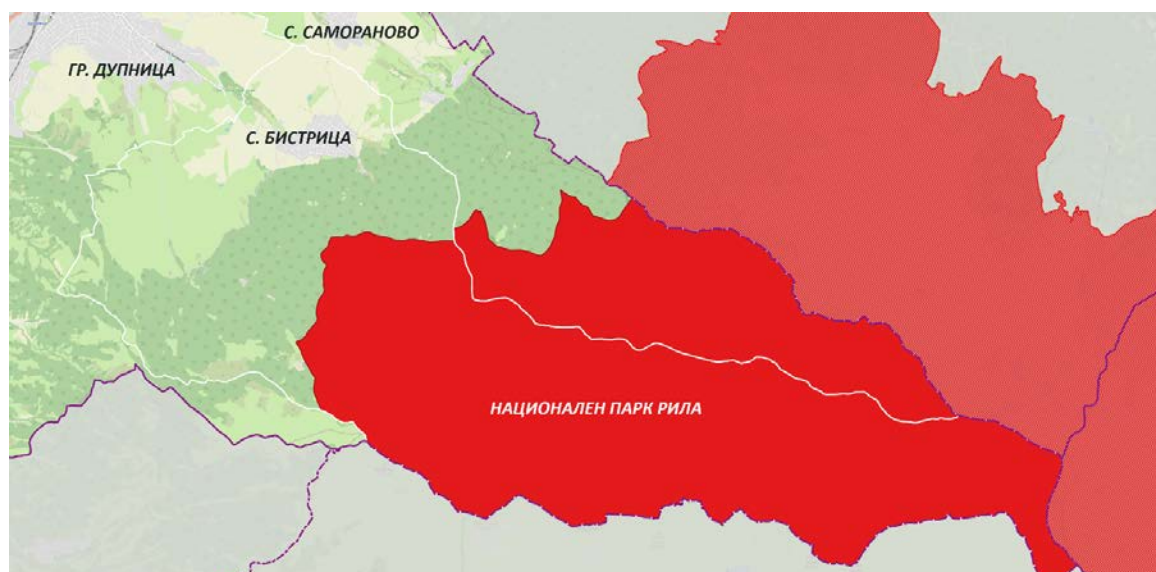 С. САМОРАНОВО
ГР. ДУПНИЦА
С. БИСТРИЦА
НАЦИОНАЛЕН ПАРК РИЛА